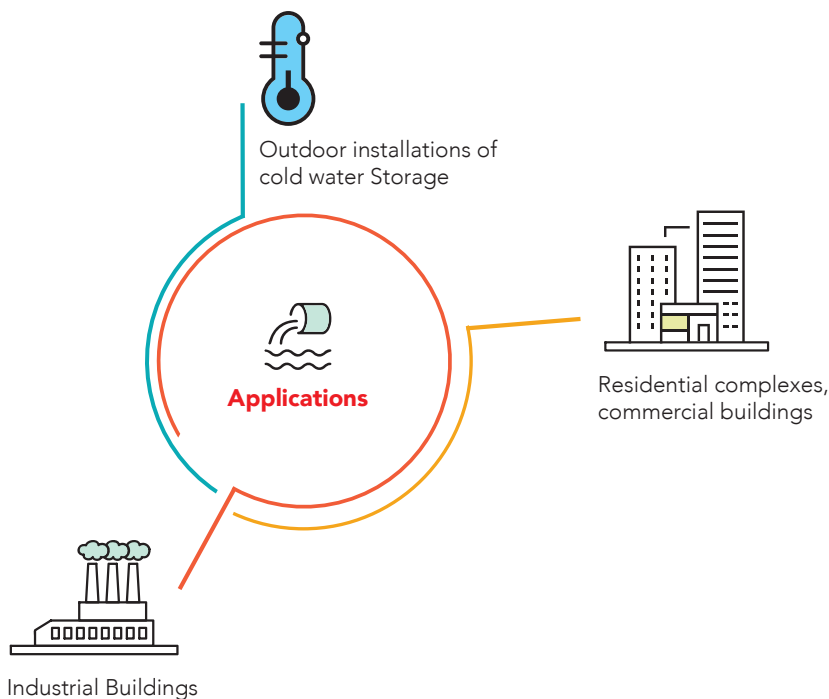 Outdoor installations of
cold water Storage
Applications
Residential complexes,
commercial buildings
Industrial Buildings